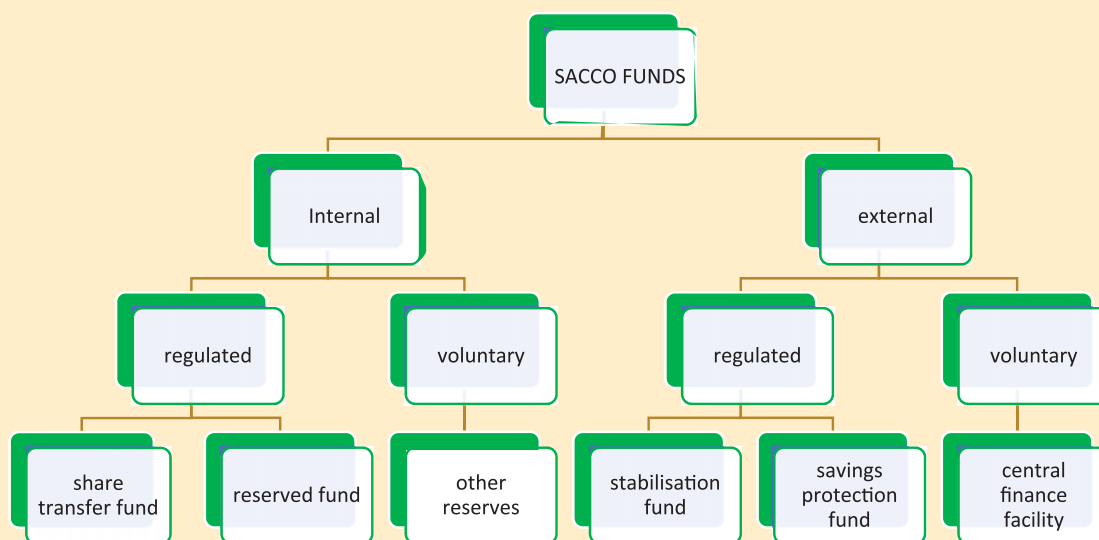 SACCO FUNDS
Internal
external
regulated
voluntary
regulated
voluntary
share
transfer fund
reserved fund
other
reserves
stabilisation
fund
savings
protection
fund
central
finance
facility